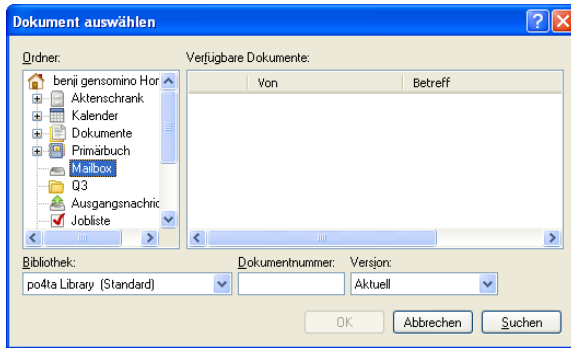 Dokument auswählen
Ordner:
Verfügbare Dokumente:
benji gensomino Hor
Von
Betreff
Aktenschrank
Kalender
Dokumente
Primärbuch
Mailbox
Q3
Ausgangsnachric
Jobliste
Bibliothek:
Dokumentnummer:
Version:
po4ta Library (Standard)
Aktuell
OK
Abbrechen
Suchen